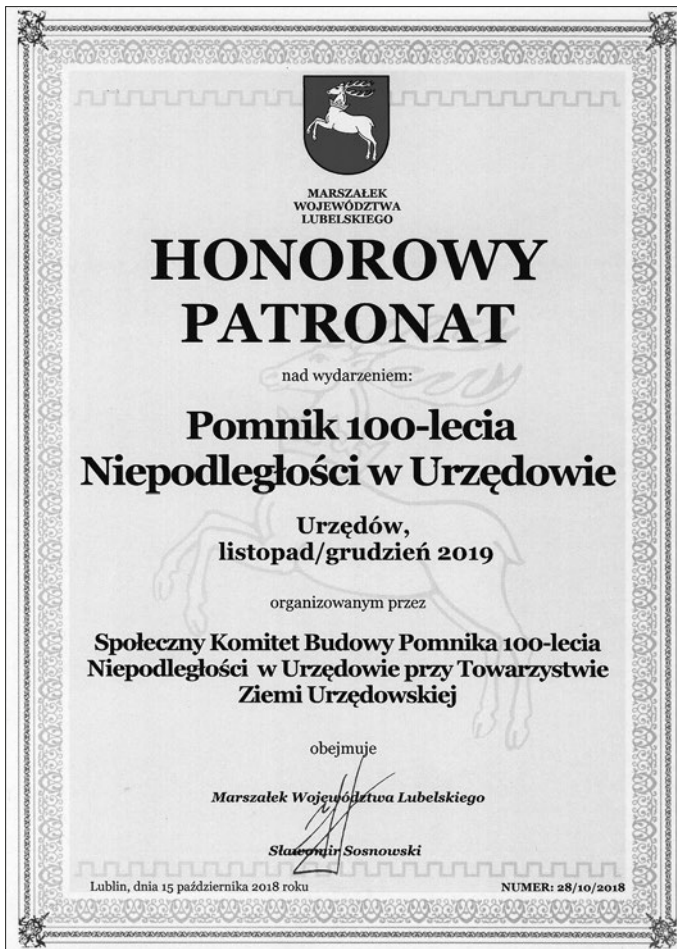 MARSZAŁEK
WOJEWÓDZTWA
LUBELSKIEGO
HONOROWY
PATRONAT
nad wydarzeniem:
Pomnik 100-lecia
Niepodległości w Urzędowie
Urzędów,
listopad/grudzień 2019
organizowanym przez
Społeczny Komitet Budowy Pomnika 100-lecia
Niepodległości w Urzędowie przy Towarzystwie
Ziemi Urzędowskiej
obejmuje
Marszałek Województwa Lubelskiego
Sławomir Sosnowski
Lublin, dnia 15 października 2018 roku
NUMER: 28/10/2018